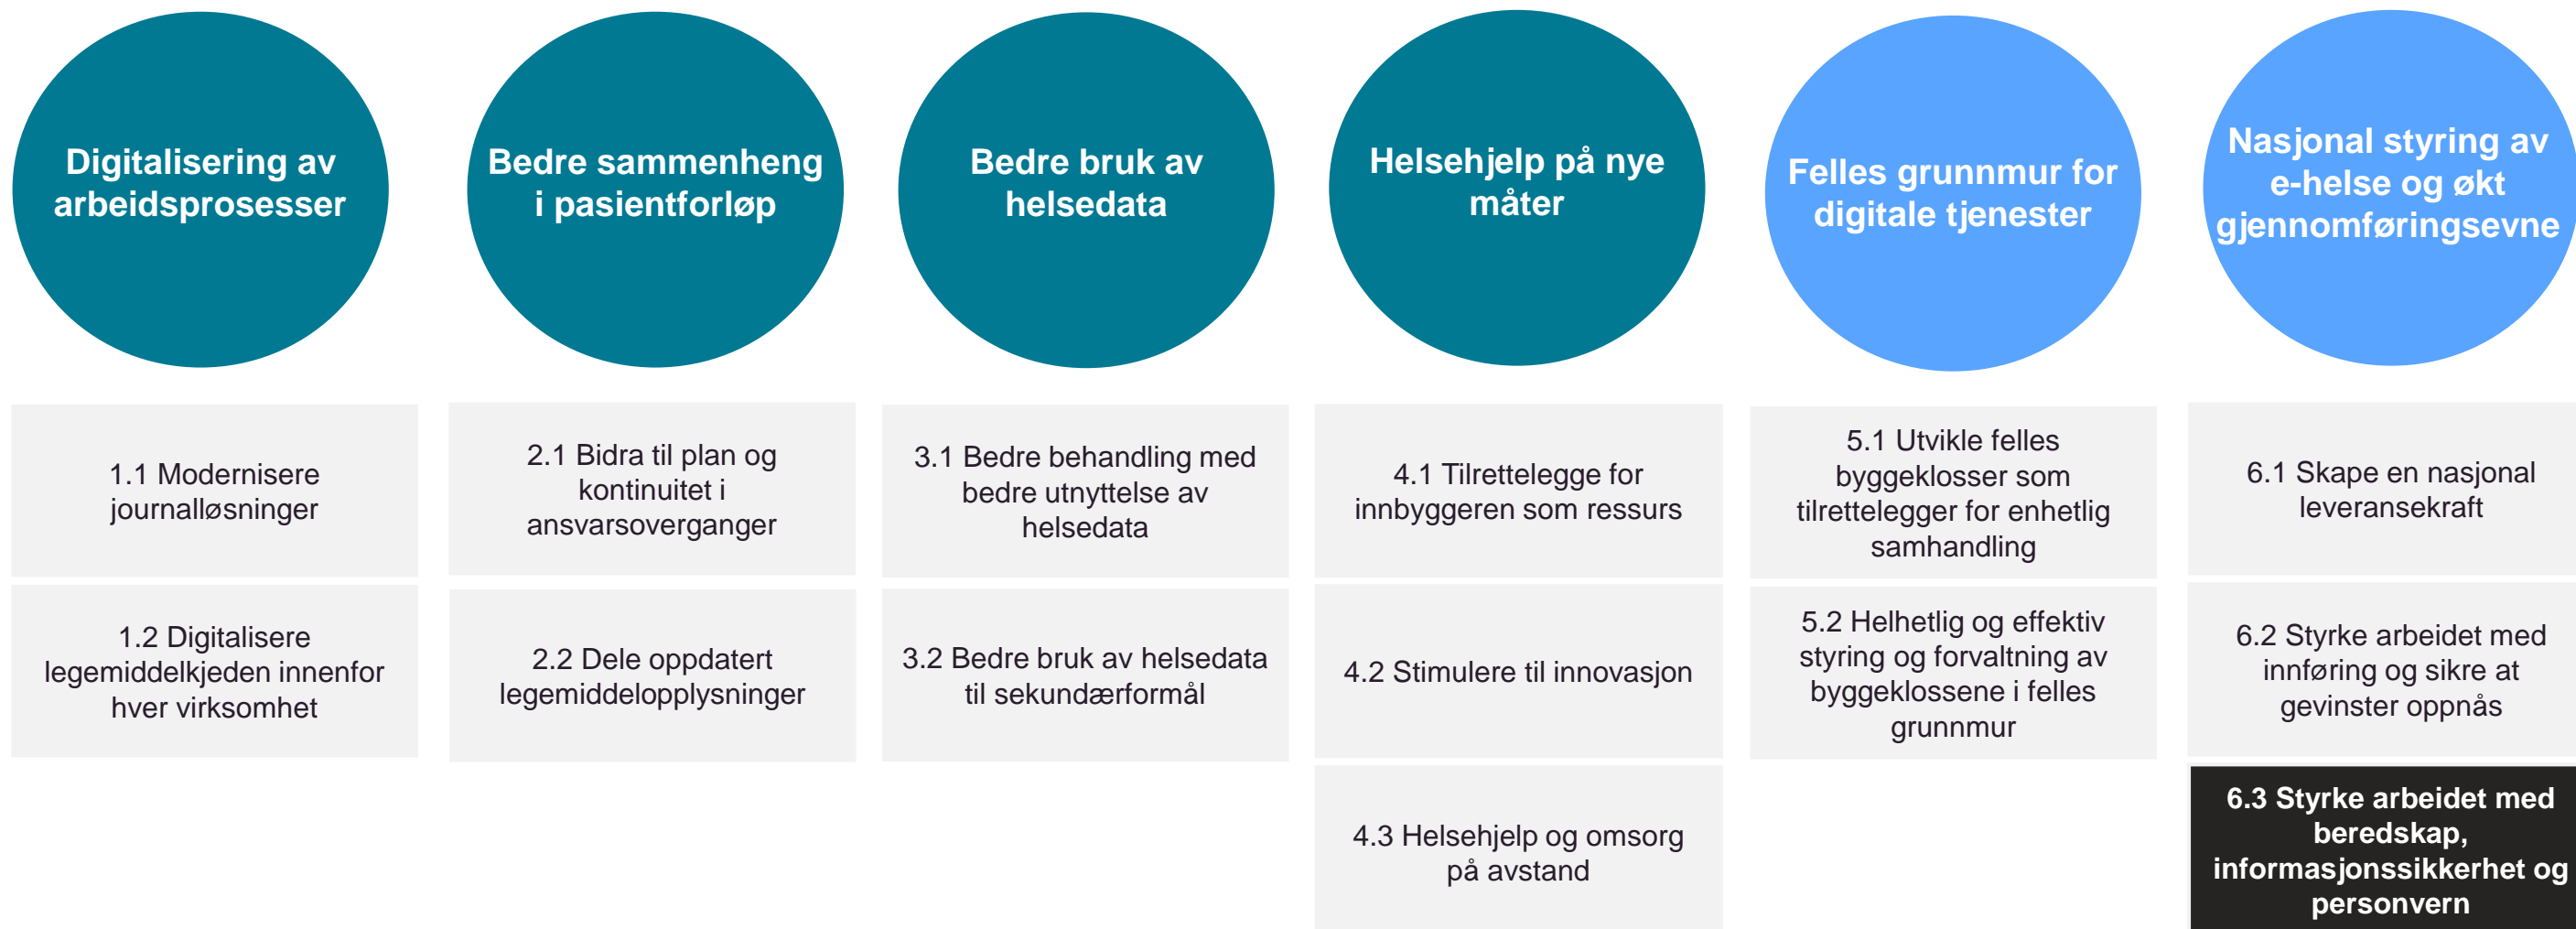 Digitalisering av
arbeidsprosesser
Bedre sammenheng
i pasientforløp
Bedre bruk av
helsedata
Helsehjelp på nye
måter
Felles grunnmur for
digitale tjenester
Nasjonal styring av
e-helse og økt
gjennomføringsevne
1.1 Modernisere
journalløsninger
2.1 Bidra til plan og
kontinuitet i
ansvarsoverganger
3.1 Bedre behandling med
bedre utnyttelse av
helsedata
4.1 Tilrettelegge for
innbyggeren som ressurs
5.1 Utvikle felles
byggeklosser som
tilrettelegger for enhetlig
samhandling
6.1 Skape en nasjonal
leveransekraft
1.2 Digitalisere
legemiddelkjeden innenfor
hver virksomhet
2.2 Dele oppdatert
legemiddelopplysninger
3.2 Bedre bruk av helsedata
til sekundærformål
4.2 Stimulere til innovasjon
5.2 Helhetlig og effektiv
styring og forvaltning av
byggeklossene i felles
grunnmur
6.2 Styrke arbeidet med
innføring og sikre at
gevinster oppnås
4.3 Helsehjelp og omsorg
på avstand
6.3 Styrke arbeidet med
beredskap,
informasjonssikkerhet og
personvern